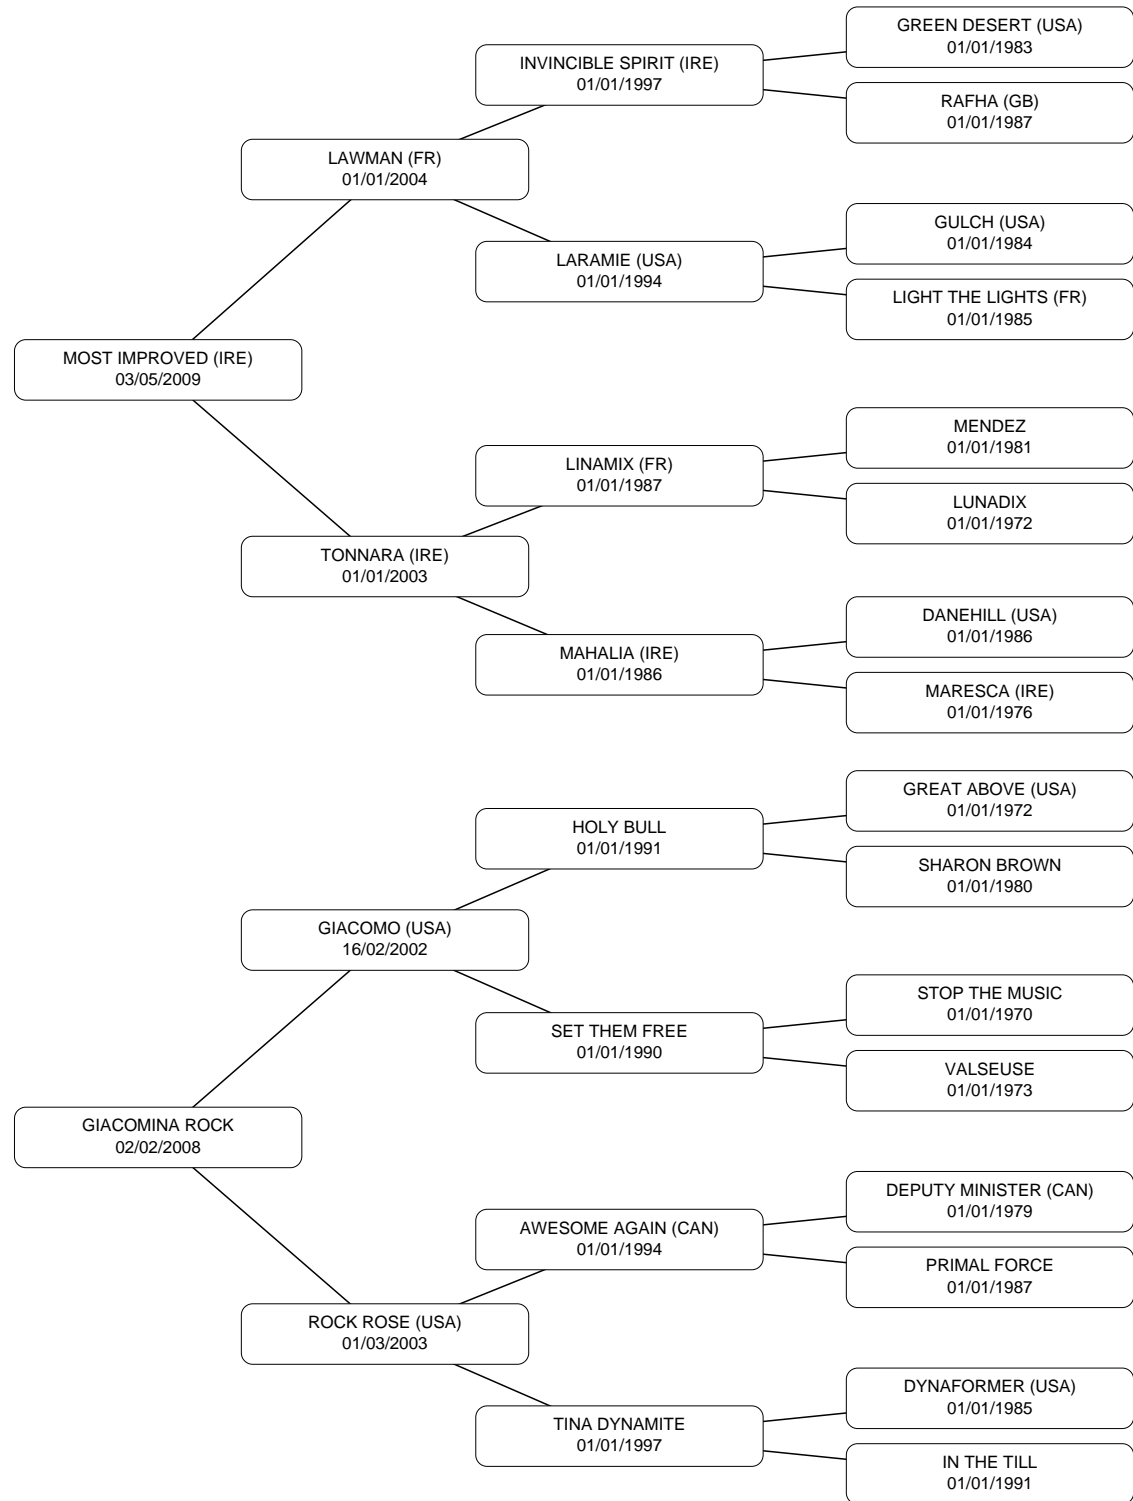 GREEN DESERT (USA)
01/01/1983
INVINCIBLE SPIRIT (IRE)
01/01/1997
RAFHA (GB)
01/01/1987
LAWMAN (FR)
01/01/2004
GULCH (USA)
01/01/1984
LARAMIE (USA)
01/01/1994
LIGHT THE LIGHTS (FR)
01/01/1985
MOST IMPROVED (IRE)
03/05/2009
MENDEZ
01/01/1981
LINAMIX (FR)
01/01/1987
LUNADIX
01/01/1972
TONNARA (IRE)
01/01/2003
DANEHILL (USA)
01/01/1986
MAHALIA (IRE)
01/01/1986
MARESCA (IRE)
01/01/1976
GREAT ABOVE (USA)
01/01/1972
HOLY BULL
01/01/1991
SHARON BROWN
01/01/1980
GIACOMO (USA)
16/02/2002
STOP THE MUSIC
01/01/1970
SET THEM FREE
01/01/1990
VALSEUSE
01/01/1973
GIACOMINA ROCK
02/02/2008
DEPUTY MINISTER (CAN)
01/01/1979
AWESOME AGAIN (CAN)
01/01/1994
PRIMAL FORCE
01/01/1987
ROCK ROSE (USA)
01/03/2003
DYNAFORMER (USA)
01/01/1985
TINA DYNAMITE
01/01/1997
IN THE TILL
01/01/1991